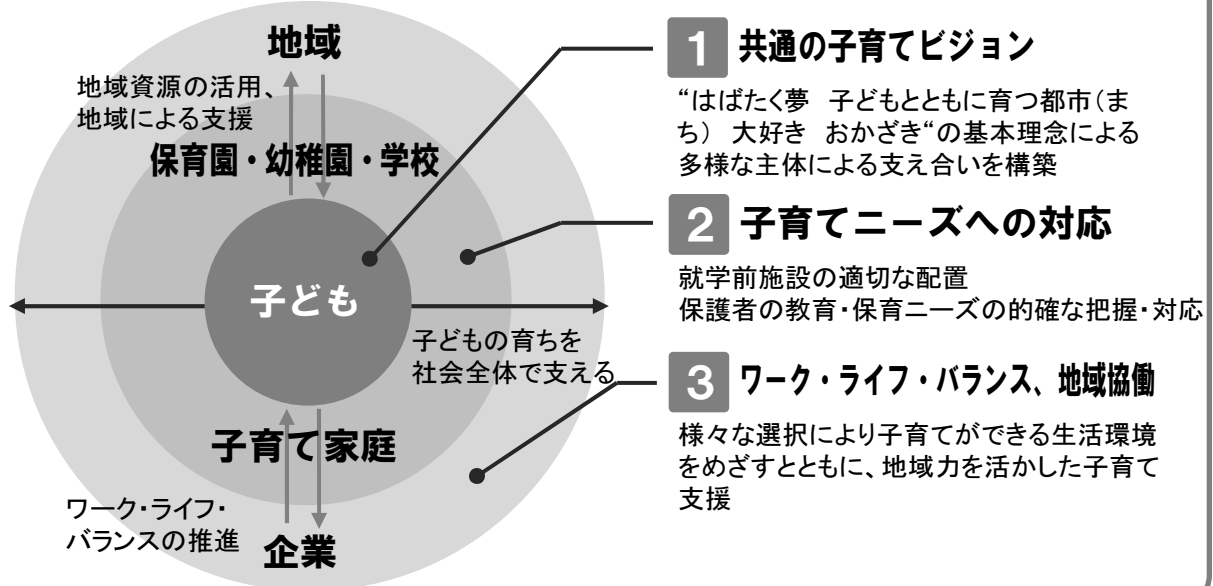 地域
地域資源の活用、
地域による支援
保育園・幼稚園・学校
子ども
子どもの育ちを
社会全体で支える
子育て家庭
ワーク・ライフ・
バランスの推進
企業
1 共通の子育てビジョン
“はばたく夢　子どもとともに育つ都市（ま
ち）　大好き　おかざき“の基本理念による
多様な主体による支え合いを構築
2 子育てニーズへの対応
就学前施設の適切な配置
保護者の教育・保育ニーズの的確な把握・対応
3 ワーク・ライフ・バランス、地域協働
様々な選択により子育てができる生活環境
をめざすとともに、地域力を活かした子育て
支援